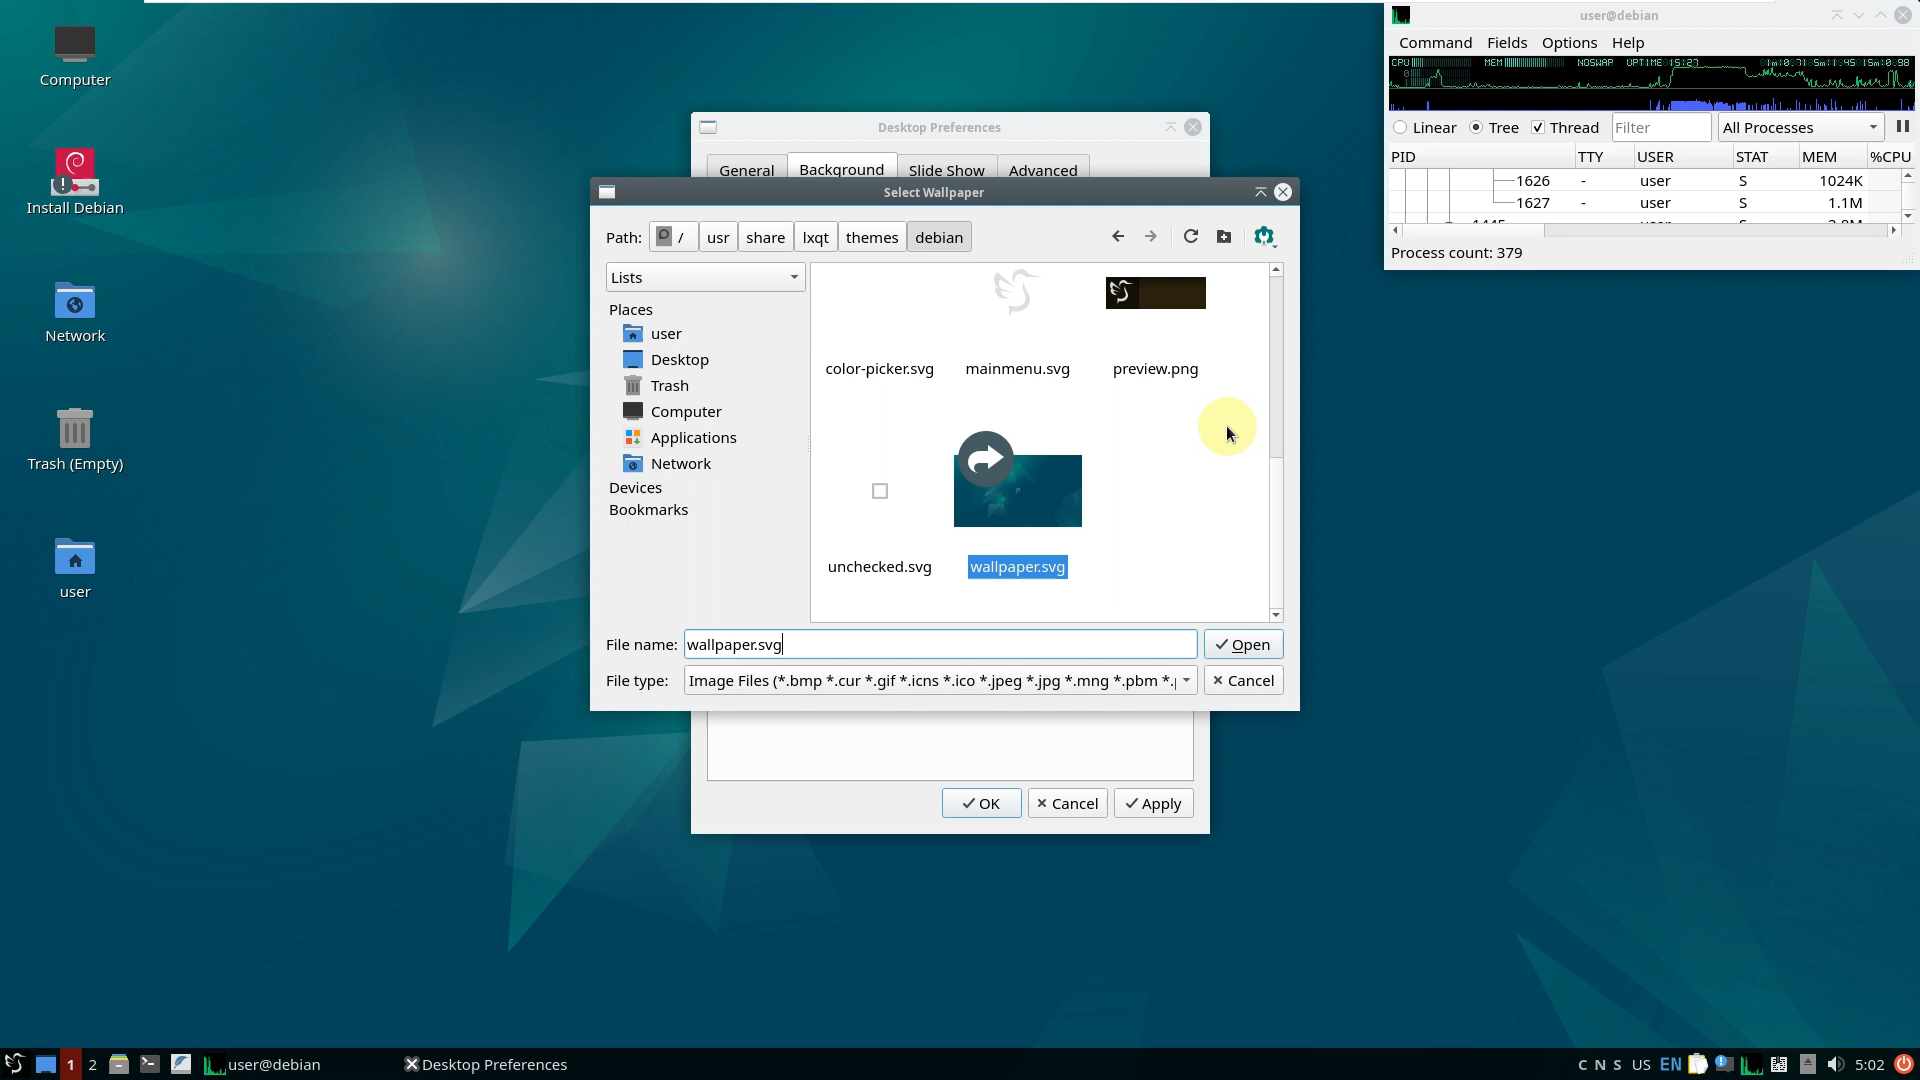 Computer
Install Debian
Network
Trash (Empty)
user
user@debian
Command Fields Options Help
CPU MEM NOSWAP UPTIME
Linear Tree Thread Filter All Processes
PID TTY USER STAT MEM %CPU
1626 - user S 1024K
1627 - user S 1.1M
Process count: 379
Desktop Preferences
General Background Slide Show Advanced
Select Wallpaper
Path: / usr share lxqt themes debian
Lists
Places
user
Desktop
Trash
Computer
Applications
Network
Devices
Bookmarks
color-picker.svg mainmenu.svg preview.png
unchecked.svg wallpaper.svg
File name: wallpaper.svg Open
File type: Image Files (*.bmp *.cur *.gif *.icns *.ico *.jpeg *.jpg *.mng *.pbm *. Cancel
OK Cancel Apply
1 2 user@debian Desktop Preferences C N S US EN 5:02